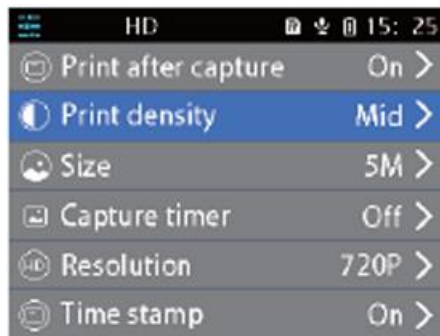 HD 15: 25
Print after capture On
Print density Mid
Size 5M
Capture timer Off
HD Resolution 720P
Time stamp On